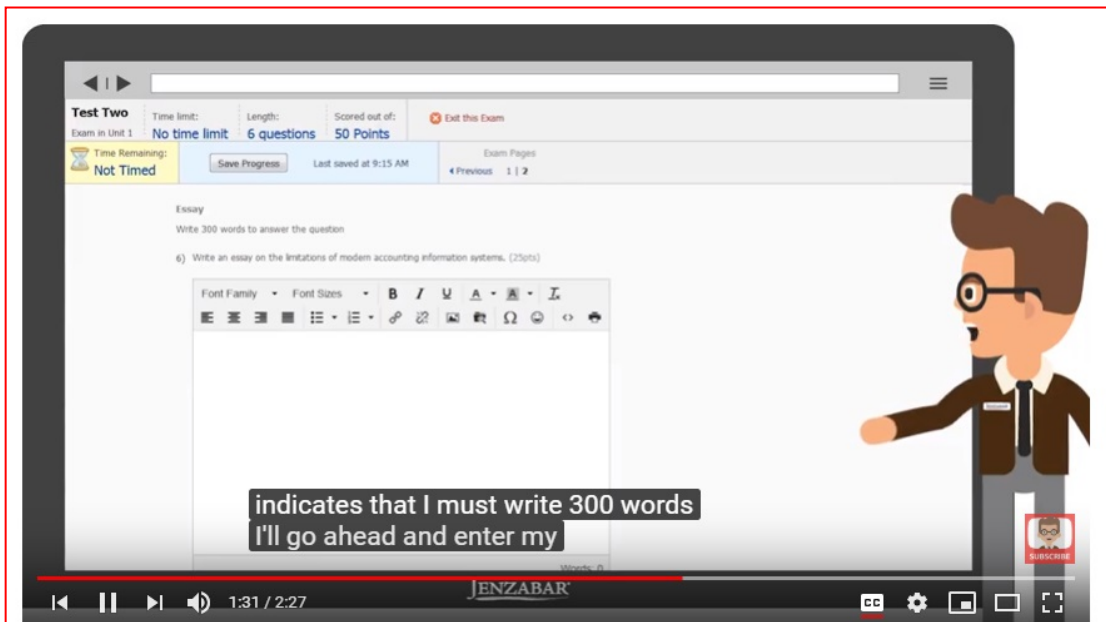 Test Two
Exam in Unit 1
Time limit:
No time limit
Length:
6 questions
Scored out of:
50 Points
Exit this Exam
Time Remaining:
Not Timed
Save Progress
Last saved at 9:15 AM
Exam Pages
Previous 1 | 2
Essay
Write 300 words to answer the question
6) Write an essay on the limitations of modern accounting information systems. (25pts)
Font Family Font Sizes B I U A A Tx
Words: 0
indicates that I must write 300 words
I'll go ahead and enter my
JENZABAR
SUBSCRIBE
1:31 / 2:27
CC